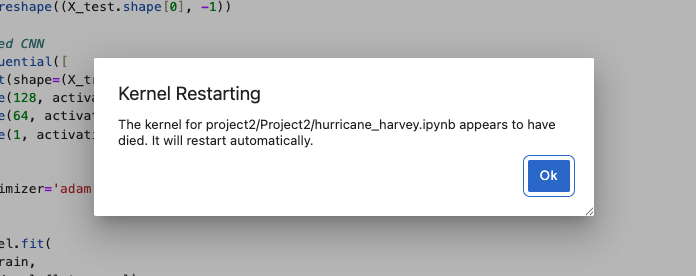 reshape((X_test.shape[0], -1))
ed CNN
uential([
t(shape=(X_tr
e(128, activa
e(64, activat
e(1, activati
Kernel Restarting
The kernel for project2/Project2/hurricane_harvey.ipynb appears to have
died. It will restart automatically.
Ok
imizer='adam'
el.fit(
rain,